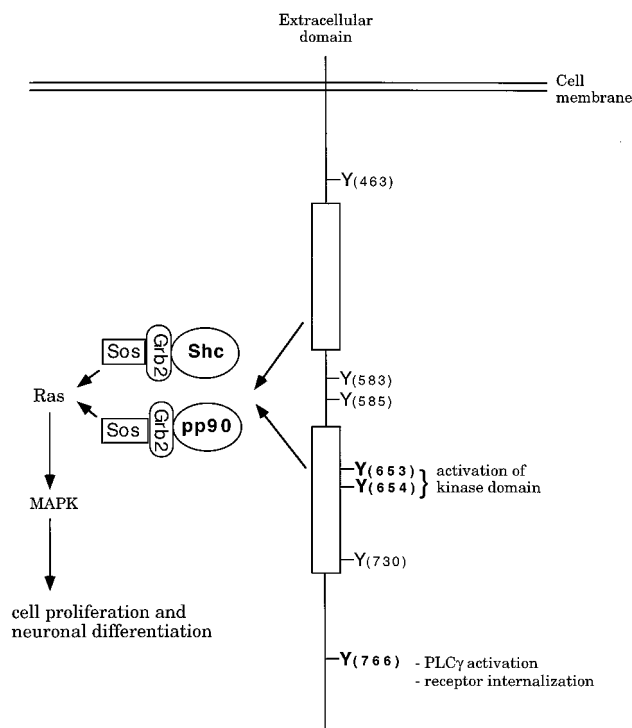 Extracellular
domain
Cell
membrane
Y(463)
Sos
Grb2
Shc
Y(583)
Y(585)
Ras
Sos
Grb2
pp90
Y(653)
Y(654)
}
activation of
kinase domain
MAPK
Y(730)
cell proliferation and
neuronal differentiation
Y(766)
- PLCγ activation
- receptor internalization